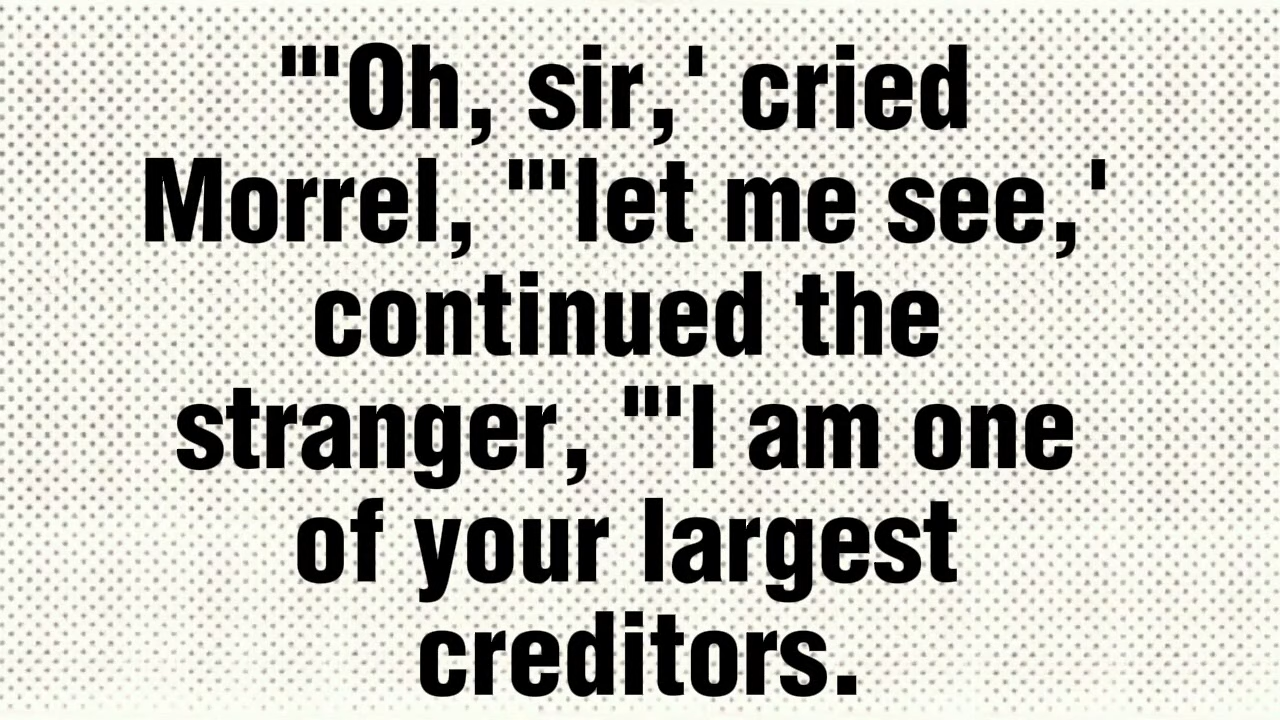 "'Oh, sir,' cried
Morrel, "'let me see,'
continued the
stranger, "'I am one
of your largest
creditors.